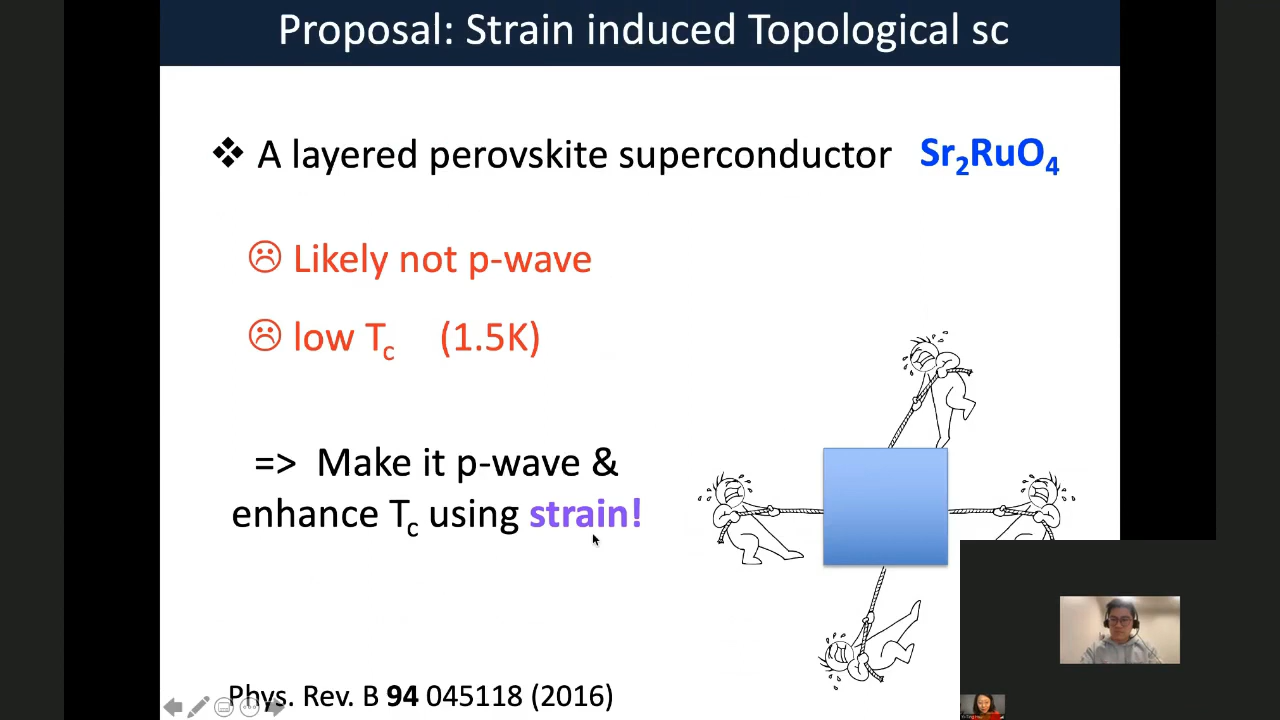 Proposal: Strain induced Topological sc
❖ A layered perovskite superconductor Sr₂RuO₄
☹ Likely not p-wave
☹ low Tc (1.5K)
=> Make it p-wave &
enhance Tc using strain!
Phys. Rev. B 94 045118 (2016)